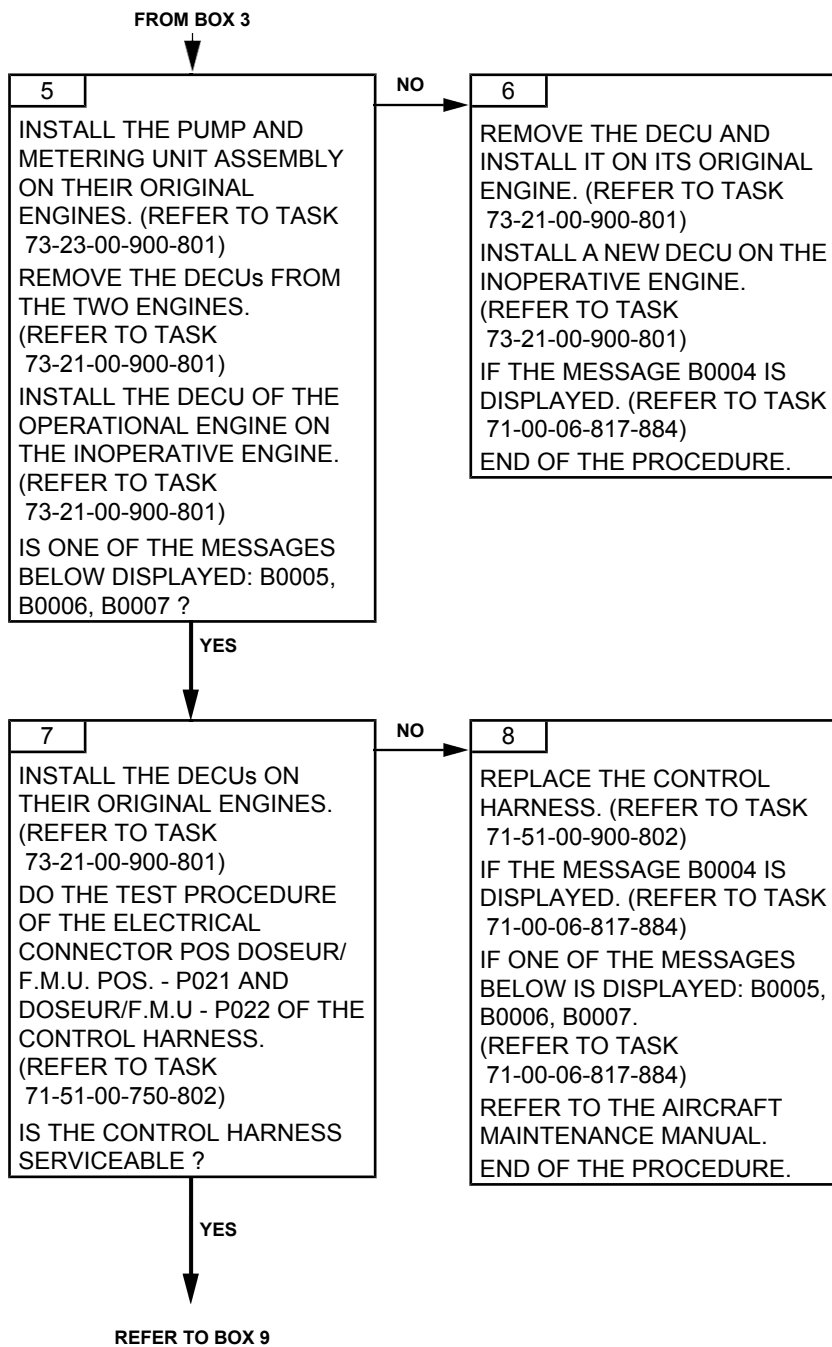 FROM BOX 3
5
INSTALL THE PUMP AND
METERING UNIT ASSEMBLY
ON THEIR ORIGINAL
ENGINES. (REFER TO TASK
73-23-00-900-801)
REMOVE THE DECUs FROM
THE TWO ENGINES.
(REFER TO TASK
73-21-00-900-801)
INSTALL THE DECU OF THE
OPERATIONAL ENGINE ON
THE INOPERATIVE ENGINE.
(REFER TO TASK
73-21-00-900-801)
IS ONE OF THE MESSAGES
BELOW DISPLAYED: B0005,
B0006, B0007 ?
NO
6
REMOVE THE DECU AND
INSTALL IT ON ITS ORIGINAL
ENGINE. (REFER TO TASK
73-21-00-900-801)
INSTALL A NEW DECU ON THE
INOPERATIVE ENGINE.
(REFER TO TASK
73-21-00-900-801)
IF THE MESSAGE B0004 IS
DISPLAYED. (REFER TO TASK
71-00-06-817-884)
END OF THE PROCEDURE.
YES
7
INSTALL THE DECUs ON
THEIR ORIGINAL ENGINES.
(REFER TO TASK
73-21-00-900-801)
DO THE TEST PROCEDURE
OF THE ELECTRICAL
CONNECTOR POS DOSEUR/
F.M.U. POS. - P021 AND
DOSEUR/F.M.U - P022 OF THE
CONTROL HARNESS.
(REFER TO TASK
71-51-00-750-802)
IS THE CONTROL HARNESS
SERVICEABLE ?
NO
8
REPLACE THE CONTROL
HARNESS. (REFER TO TASK
71-51-00-900-802)
IF THE MESSAGE B0004 IS
DISPLAYED. (REFER TO TASK
71-00-06-817-884)
IF ONE OF THE MESSAGES
BELOW IS DISPLAYED: B0005,
B0006, B0007.
(REFER TO TASK
71-00-06-817-884)
REFER TO THE AIRCRAFT
MAINTENANCE MANUAL.
END OF THE PROCEDURE.
YES
REFER TO BOX 9